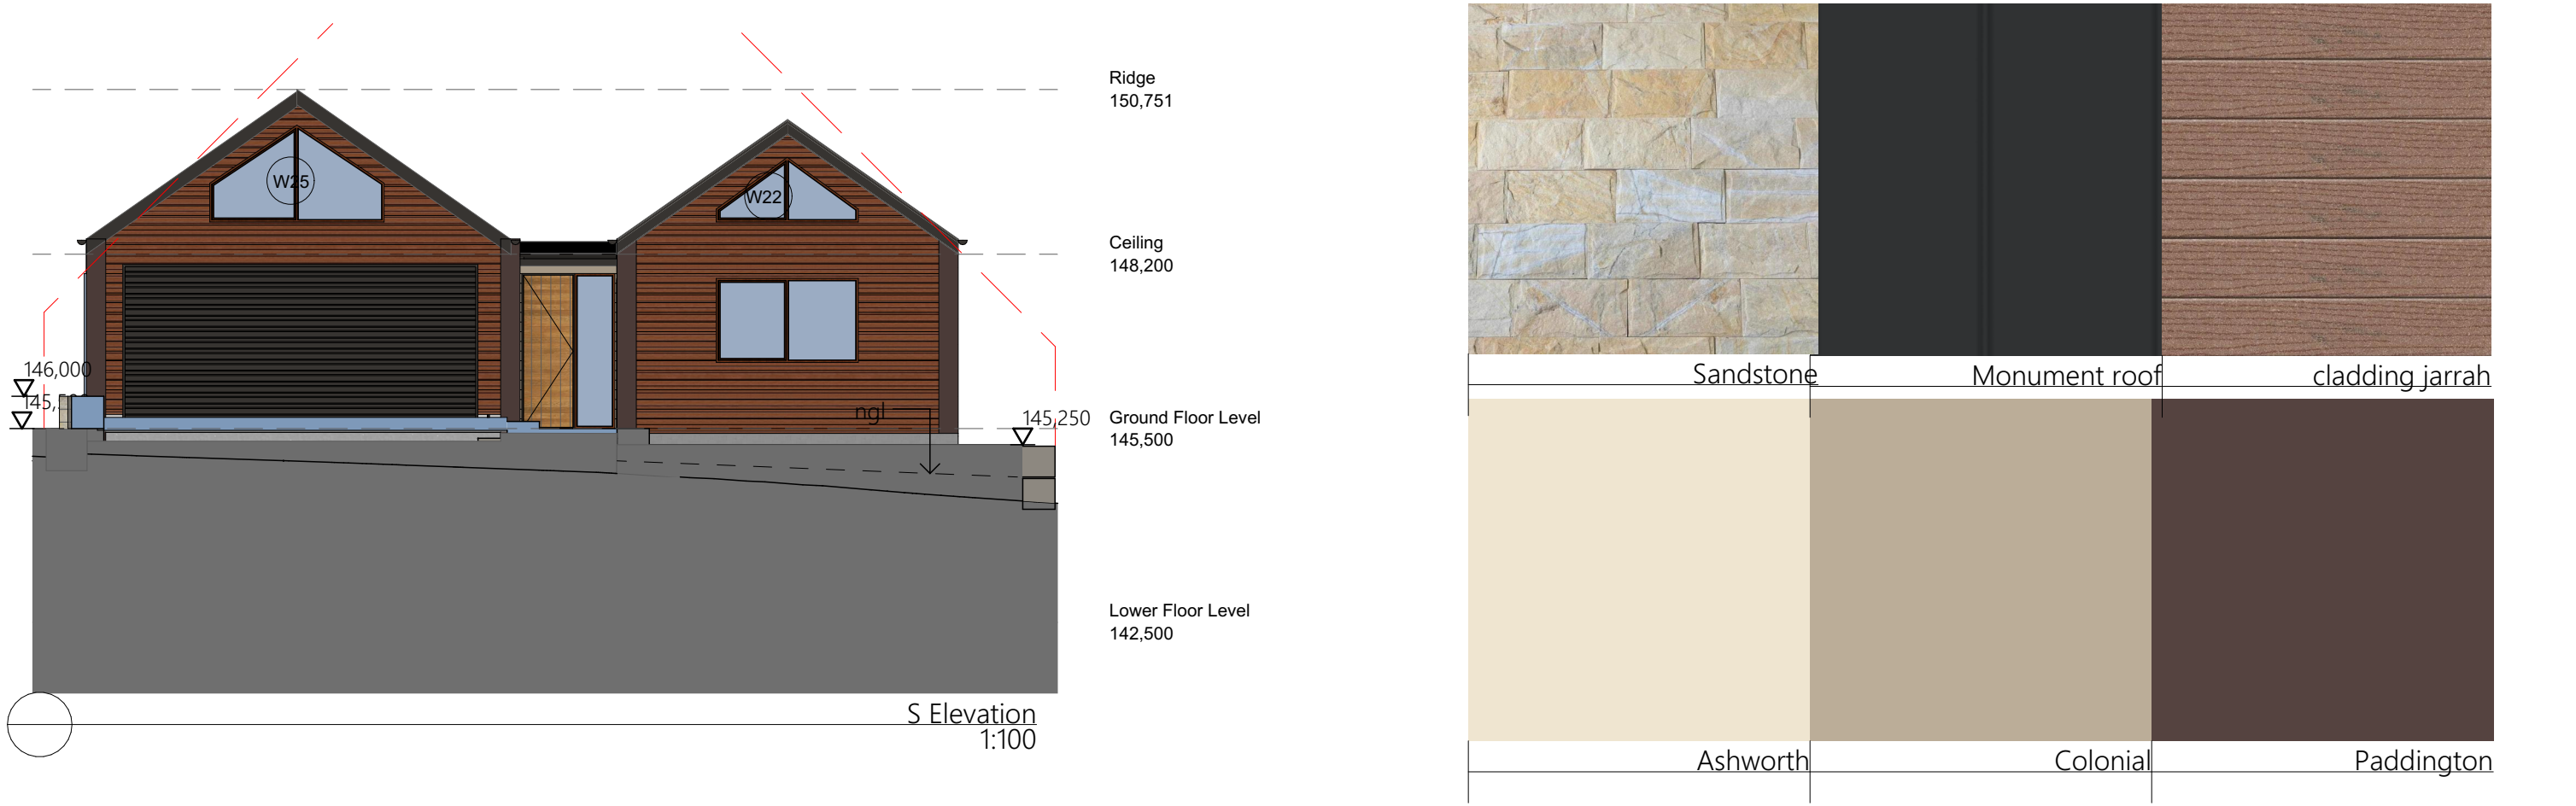 Ridge
150,751
W25
W22
Ceiling
148,200
146,000
145,
ngl
145,250
Ground Floor Level
145,500
Lower Floor Level
142,500
S Elevation
1:100
Sandstone
Monument roof
cladding jarrah
Ashworth
Colonial
Paddington